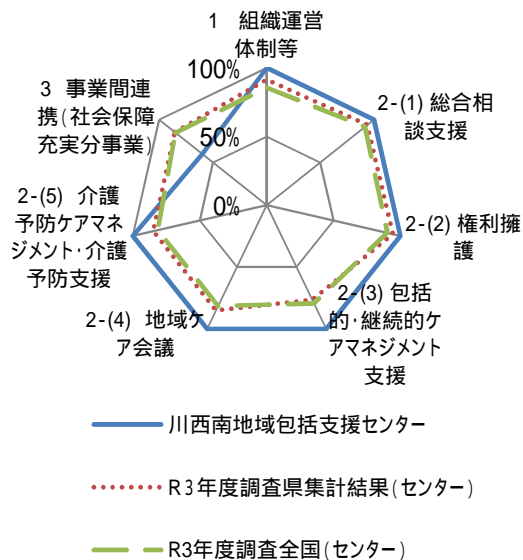 1 組織運営
体制等
100%
50%
0%
2-(1) 総合相
談支援
2-(2) 権利擁
護
2-(3) 包括
的・継続的ケ
アマネジメント
支援
2-(4) 地域ケ
ア会議
2-(5) 介護
予防ケアマネ
ジメント・介護
予防支援
3 事業間連
携(社会保障
充実分事業)
川西南地域包括支援センター
R3年度調査県集計結果(センター)
R3年度調査全国(センター)